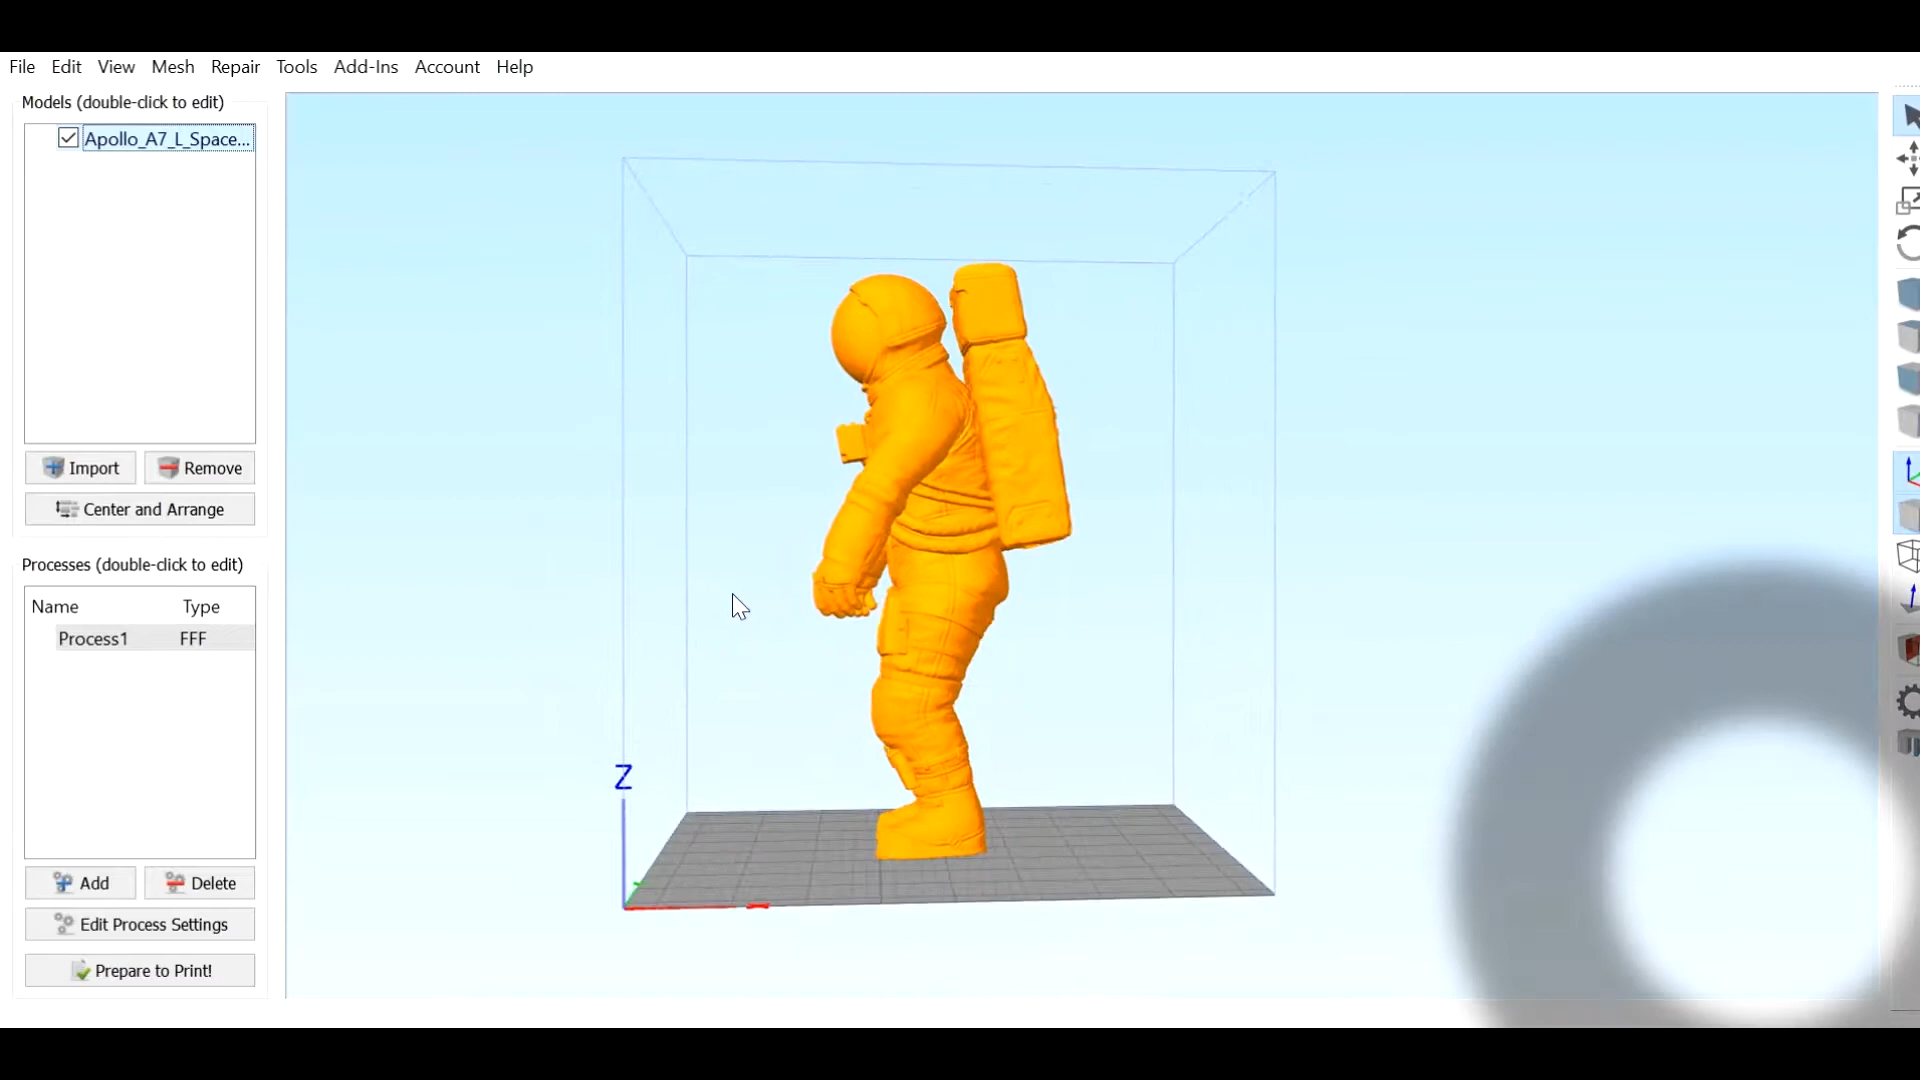 File Edit View Mesh Repair Tools Add-Ins Account Help
Models (double-click to edit)
Apollo_A7_L_Space...
Import Remove
Center and Arrange
Processes (double-click to edit)
Name Type
Process1 FFF
Add Delete
Edit Process Settings
Prepare to Print!
Z